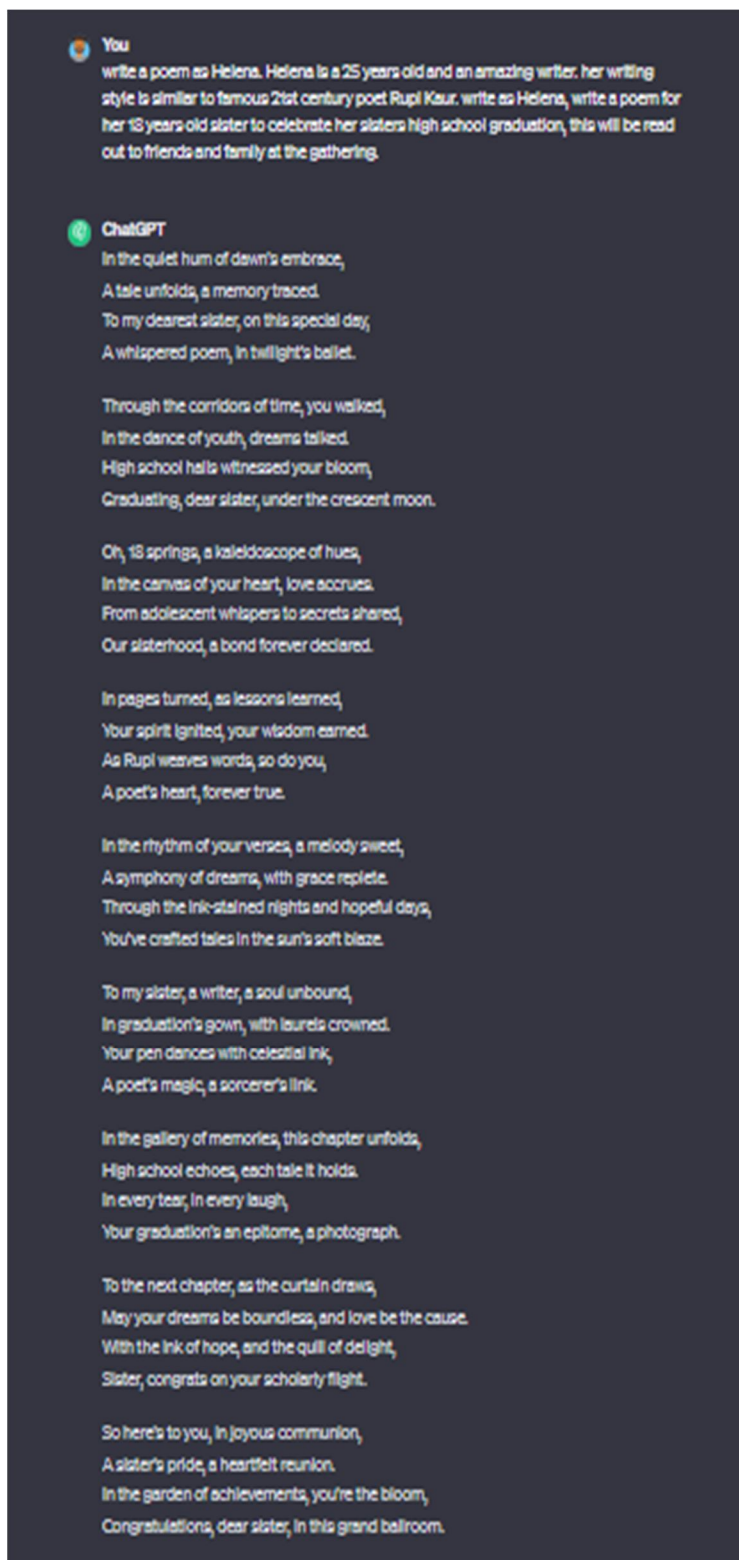 You
write a poem as Helena. Helena is a 25 years old and an amazing writer. her writing
style is similar to famous 21st century poet Rupi Kaur. write as Helena, write a poem for
her 18 years old sister to celebrate her sisters high school graduation, this will be read
out to friends and family at the gathering.
ChatGPT
In the quiet hum of dawn's embrace,
A tale unfolds, a memory traced.
To my dearest sister, on this special day,
A whispered poem, in twilight's ballet.
Through the corridors of time, you walked,
In the dance of youth, dreams talked.
High school halls witnessed your bloom,
Graduating, dear sister, under the crescent moon.
Oh, 18 springs, a kaleidoscope of hues,
In the canvas of your heart, love accrues.
From adolescent whispers to secrets shared,
Our sisterhood, a bond forever declared.
In pages turned, as lessons learned,
Your spirit ignited, your wisdom earned.
As Rupi weaves words, so do you,
A poet's heart, forever true.
In the rhythm of your verses, a melody sweet,
A symphony of dreams, with grace replete.
Through the ink-stained nights and hopeful days,
You've crafted tales in the sun's soft blaze.
To my sister, a writer, a soul unbound,
In graduation's gown, with laurels crowned.
Your pen dances with celestial ink,
A poet's magic, a sorcerer's link.
In the gallery of memories, this chapter unfolds,
High school echoes, each tale it holds.
In every tear, in every laugh,
Your graduation's an epitome, a photograph.
To the next chapter, as the curtain draws,
May your dreams be boundless, and love be the cause.
With the ink of hope, and the quill of delight,
Sister, congrats on your scholarly flight.
So here's to you, in joyous communion,
A sister's pride, a heartfelt reunion.
In the garden of achievements, you're the bloom,
Congratulations, dear sister, in this grand ballroom.